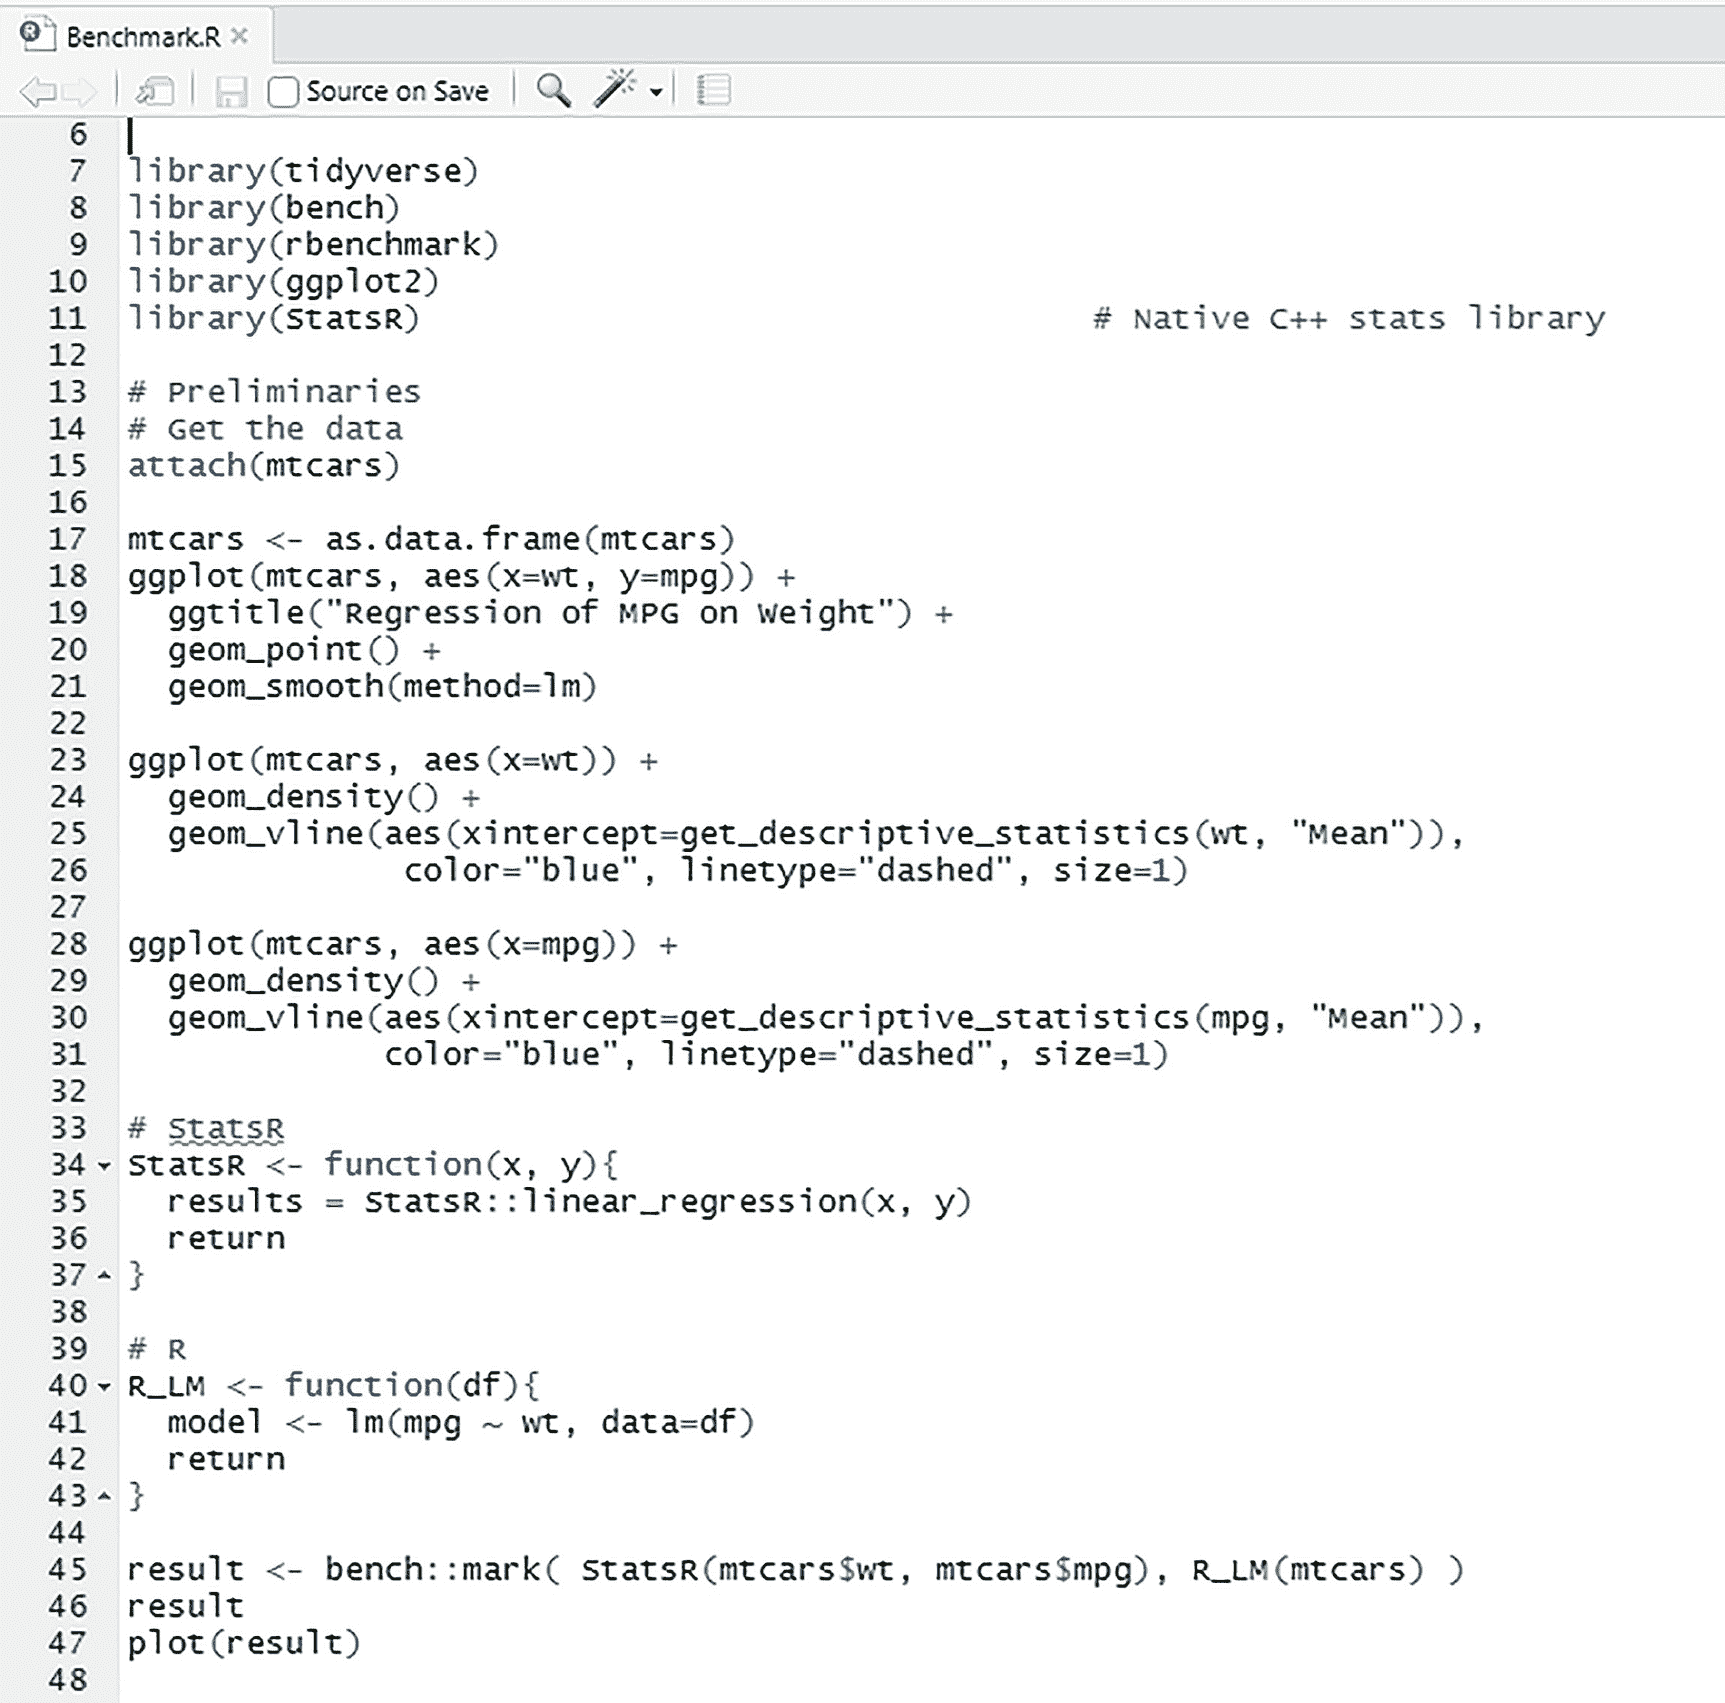 Benchmark.R
Source on Save
6
7 library(tidyverse)
8 library(bench)
9 library(rbenchmark)
10 library(ggplot2)
11 library(StatsR) # Native C++ stats library
12
13 # Preliminaries
14 # Get the data
15 attach(mtcars)
16
17 mtcars <- as.data.frame(mtcars)
18 ggplot(mtcars, aes(x=wt, y=mpg)) +
19 ggtitle("Regression of MPG on Weight") +
20 geom_point() +
21 geom_smooth(method=lm)
22
23 ggplot(mtcars, aes(x=wt)) +
24 geom_density() +
25 geom_vline(aes(xintercept=get_descriptive_statistics(wt, "Mean")),
26 color="blue", linetype="dashed", size=1)
27
28 ggplot(mtcars, aes(x=mpg)) +
29 geom_density() +
30 geom_vline(aes(xintercept=get_descriptive_statistics(mpg, "Mean")),
31 color="blue", linetype="dashed", size=1)
32
33 # StatsR
34 StatsR <- function(x, y){
35 results = StatsR::linear_regression(x, y)
36 return
37 }
38
39 # R
40 R_LM <- function(df){
41 model <- lm(mpg ~ wt, data=df)
42 return
43 }
44
45 result <- bench::mark( StatsR(mtcars$wt, mtcars$mpg), R_LM(mtcars) )
46 result
47 plot(result)
48